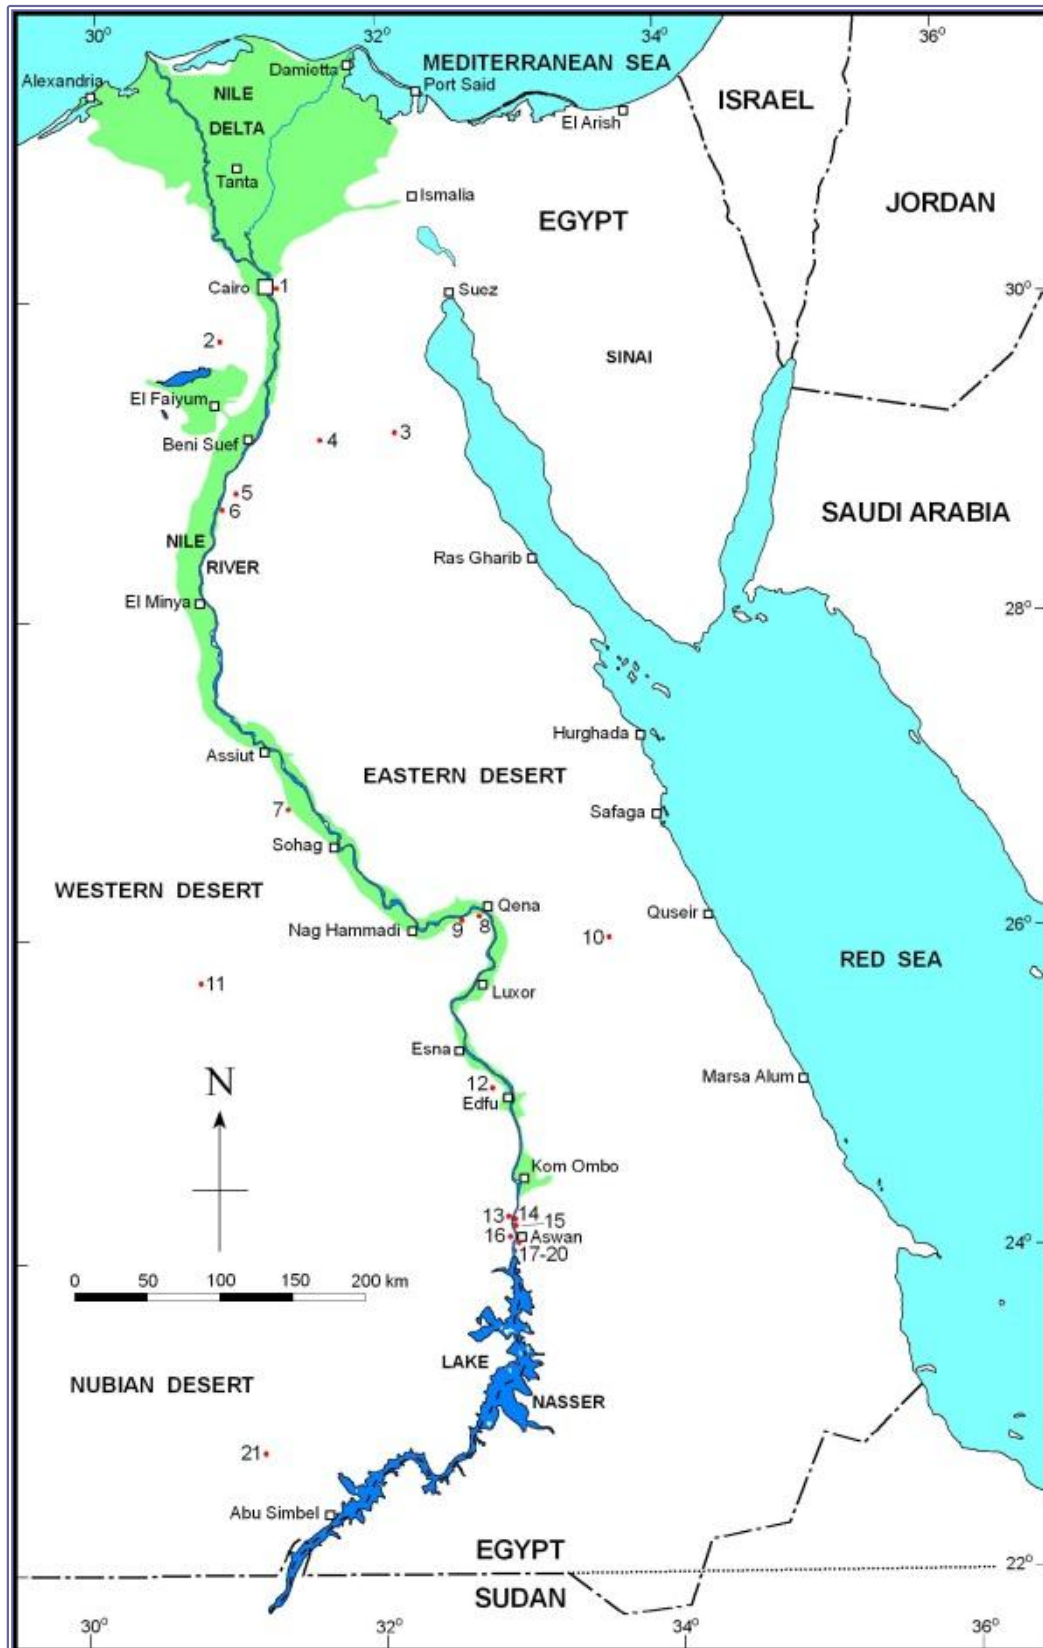 30° 32° 34° 36°
MEDITERRANEAN SEA
Damietta
Alexandria
Port Said
NILE
DELTA
ISRAEL
El Arish
Tanta
Ismalia
JORDAN
EGYPT
Cairo
1
Suez
30°
2
SINAI
El Faiyum
Beni Suef
4
3
5
6
SAUDI ARABIA
NILE
RIVER
Ras Gharib
El Minya
28°
Hurghada
Assiut
EASTERN DESERT
7
Safaga
Sohag
WESTERN DESERT
Qena
Quseir
Nag Hammadi
9
8
10
26°
RED SEA
11
Luxor
Esna
N
12
Edfu
Marsa Alum
Kom Ombo
13
14
15
16
Aswan
17-20
24°
0 50 100 150 200 km
LAKE
NASSER
NUBIAN DESERT
21
Abu Simbel
EGYPT
22°
SUDAN
30° 32° 34° 36°